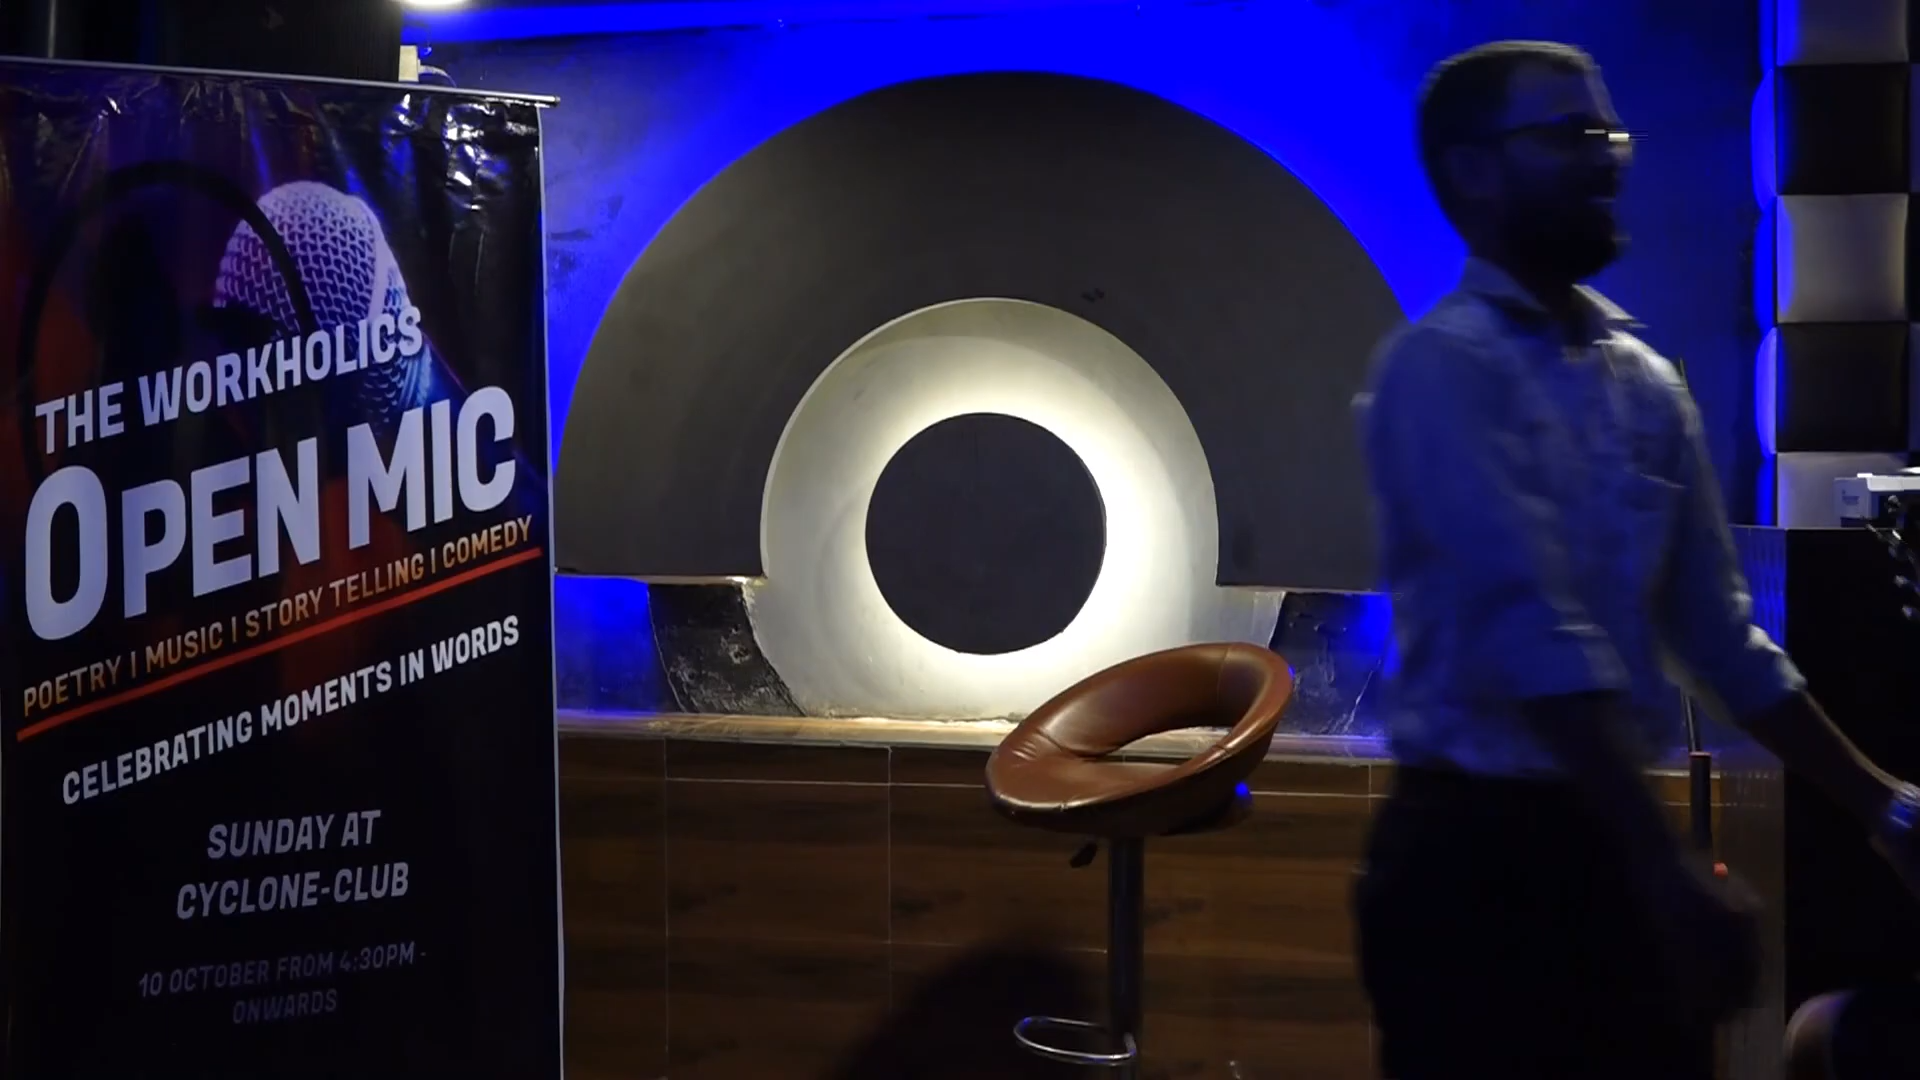 THE WORKHOLICS
OPEN MIC
POETRY | MUSIC | STORY TELLING | COMEDY
CELEBRATING MOMENTS IN WORDS
SUNDAY AT
CYCLONE-CLUB
10 OCTOBER FROM 4:30PM -
ONWARDS